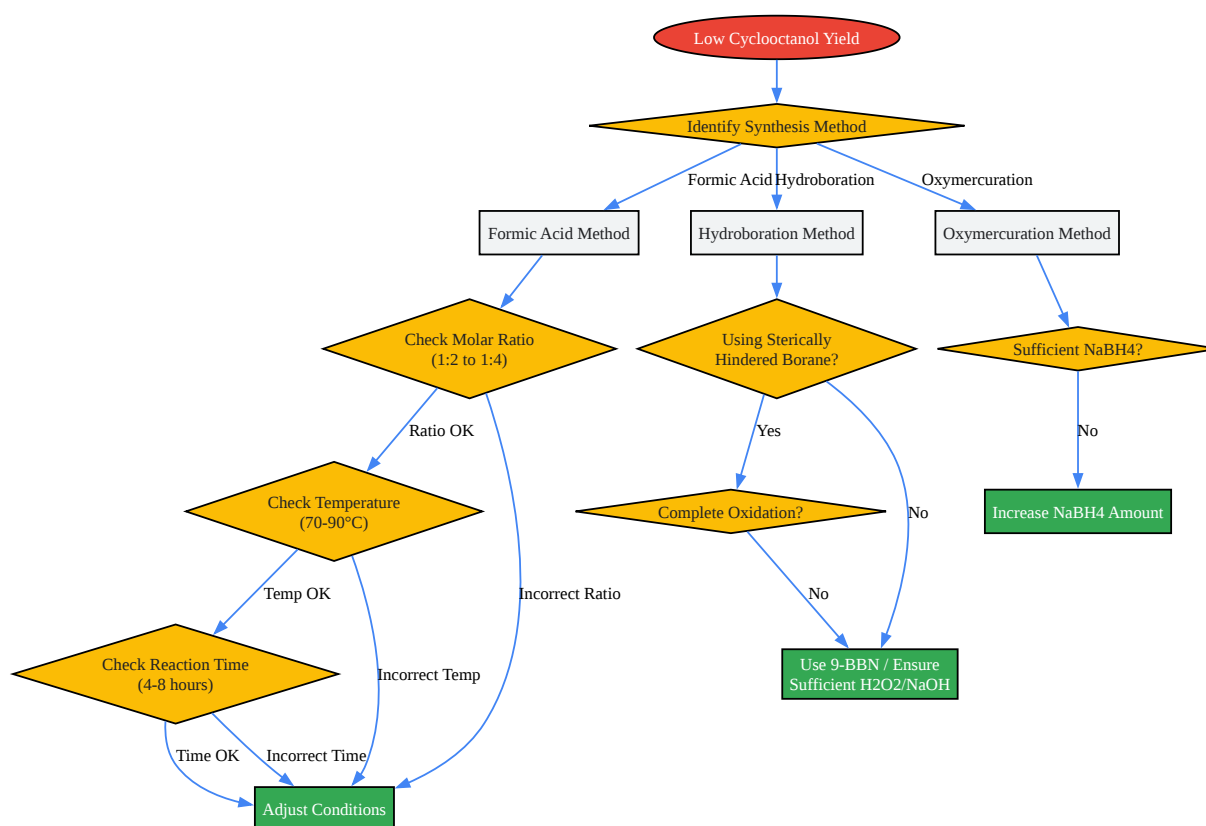 Low Cyclooctanol Yield
Identify Synthesis Method
Formic Acid
Hydroboration
Oxymercuration
Formic Acid Method
Hydroboration Method
Oxymercuration Method
Check Molar Ratio
(1:2 to 1:4)
Using Sterically
Hindered Borane?
Sufficient NaBH4?
Ratio OK
Yes
No
Check Temperature
(70-90°C)
Complete Oxidation?
No
Increase NaBH4 Amount
Temp OK
Incorrect Ratio
No
Check Reaction Time
(4-8 hours)
Incorrect Temp
Use 9-BBN / Ensure
Sufficient H2O2/NaOH
Time OK
Incorrect Time
Adjust Conditions